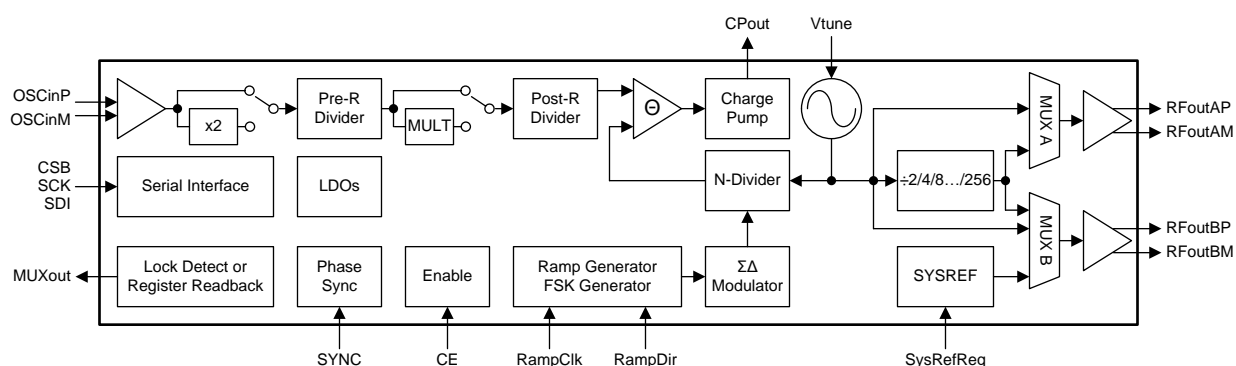 CPout
Vtune
OSCinP
OSCinM
x2
Pre-R
Divider
MULT
Post-R
Divider
Θ
Charge
Pump
MUX A
RFoutAP
RFoutAM
CSB
SCK
SDI
Serial Interface
LDOs
N-Divider
÷2/4/8.../256
MUX B
RFoutBP
RFoutBM
MUXout
Lock Detect or
Register Readback
Phase
Sync
Enable
Ramp Generator
FSK Generator
ΣΔ
Modulator
SYSREF
SYNC
CE
RampClk
RampDir
SysRefReq